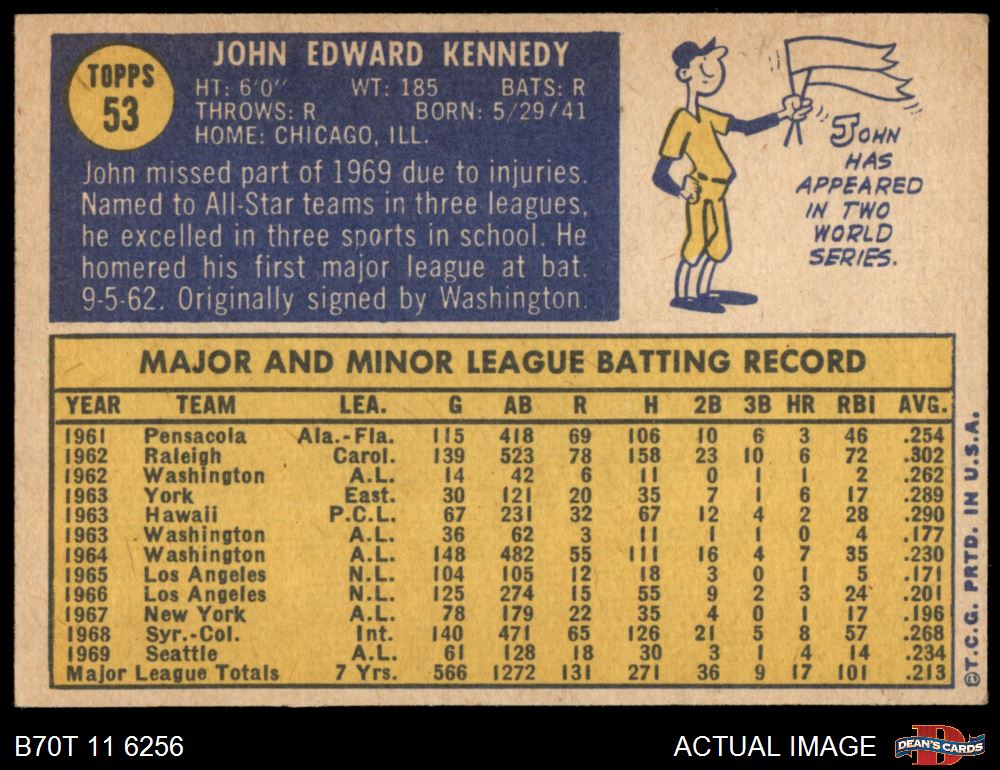 TOPPS
53
JOHN EDWARD KENNEDY
HT: 6'0" WT: 185 BATS: R
THROWS: R BORN: 5/29/41
HOME: CHICAGO, ILL.
John missed part of 1969 due to injuries.
Named to All-Star teams in three leagues,
he excelled in three sports in school. He
homered his first major league at bat.
9-5-62. Originally signed by Washington.
JOHN
HAS
APPEARED
IN TWO
WORLD
SERIES.
MAJOR AND MINOR LEAGUE BATTING RECORD
YEAR TEAM LEA. G AB R H 2B 3B HR RBI AVG.
1961 Pensacola Ala.-Fla. 115 418 69 106 10 6 3 46 .254
1962 Raleigh Carol. 139 523 78 158 23 10 6 72 .302
1962 Washington A.L. 14 42 6 11 0 1 1 2 .262
1963 York East. 30 121 20 35 7 1 6 17 .289
1963 Hawaii P.C.L. 67 231 32 67 12 4 2 28 .290
1963 Washington A.L. 36 62 3 11 1 1 0 4 .177
1964 Washington A.L. 148 482 55 111 16 4 7 35 .230
1965 Los Angeles N.L. 104 105 12 18 3 0 1 5 .171
1966 Los Angeles N.L. 125 274 15 55 9 2 3 24 .201
1967 New York A.L. 78 179 22 35 4 0 1 17 .196
1968 Syr.-Col. Int. 140 471 65 126 21 5 8 57 .268
1969 Seattle A.L. 61 128 18 30 3 1 4 14 .234
Major League Totals 7 Yrs. 566 1272 131 271 36 9 17 101 .213
©T.C.G. PRTD. IN U.S.A.
B70T 11 6256
ACTUAL IMAGE
D
DEAN'S CARDS